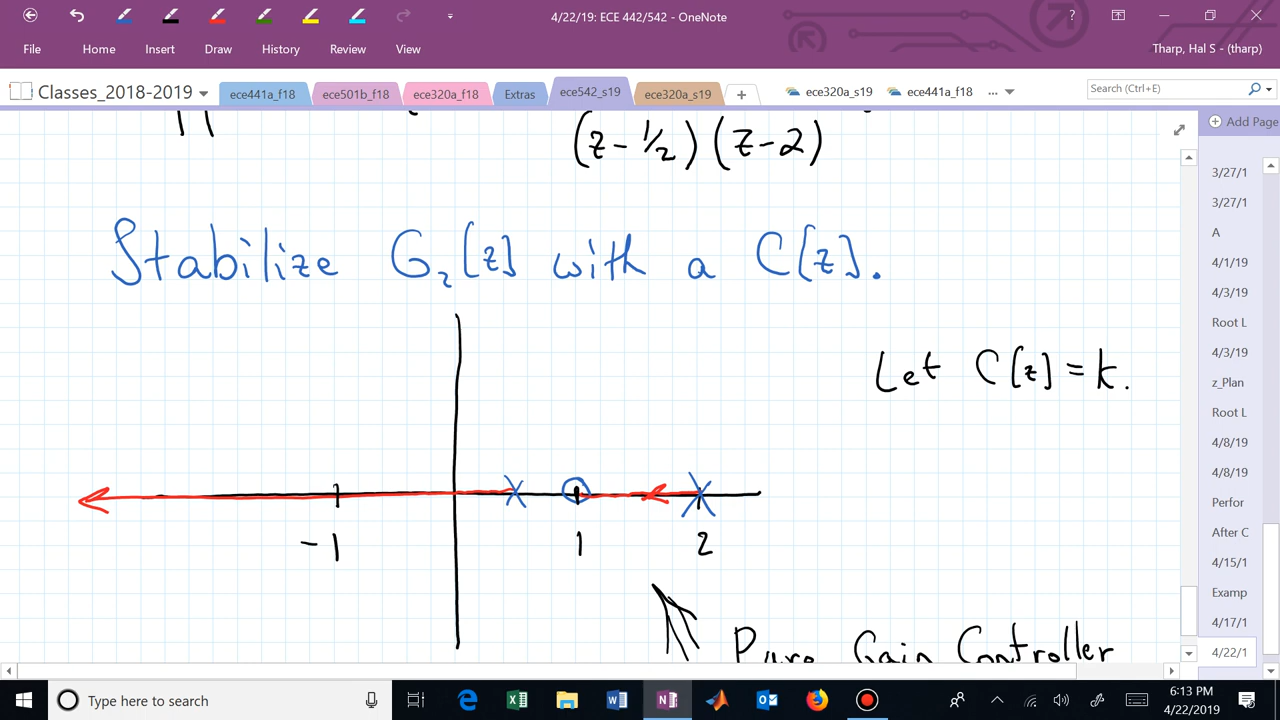 4/22/19: ECE 442/542 - OneNote
?
File Home Insert Draw History Review View
Tharp, Hal S - (tharp)
Classes_2018-2019
ece441a_f18 ece501b_f18 ece320a_f18 Extras ece542_s19 ece320a_s19 + ece320a_s19 ece441a_f18 ...
Search (Ctrl+E)
Add Page
3/27/1
3/27/1
A
4/1/19
4/3/19
Root L
4/3/19
z_Plan
Root L
4/8/19
4/8/19
Perfor
After C
4/15/1
Examp
4/17/1
4/22/1
(z - 1/2) (z - 2)
Stabilize G₂[z] with a C[z].
Let C[z] = k.
-1 1 2
Pure Gain Controller
Type here to search
6:13 PM
4/22/2019